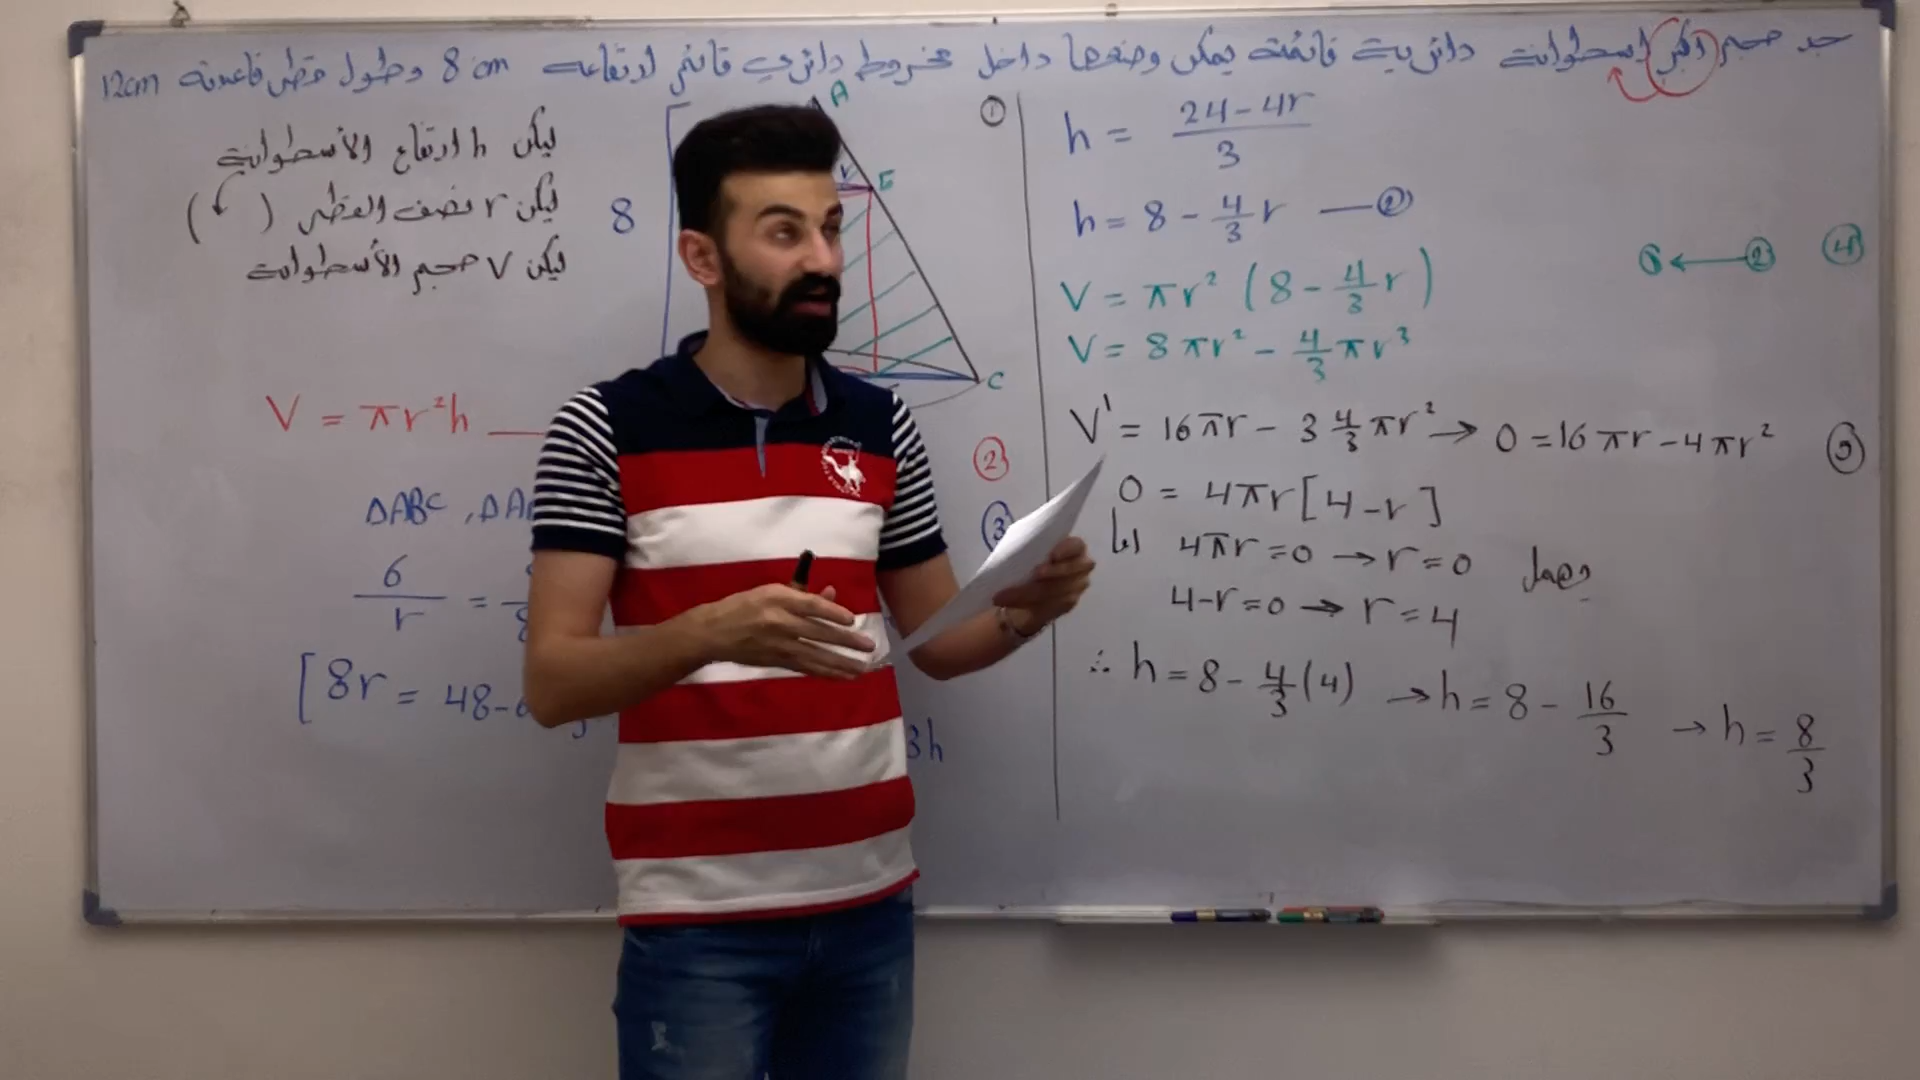 جد حجم اكبر اسطوانة دائرية قائمة يمكن وضعها داخل مخروط دائري قائم ارتفاعه 8 cm وطول قطر قاعدته 12cm
ليكن h ارتفاع الأسطوانة
ليكن r نصف القطر ( )
ليكن V حجم الأسطوانة
8
A
E
C
r
①
V = πr²h
②
ΔABC , ΔA
③
6/r =
[8r = 48-6
3h
h = (24-4r)/3
h = 8 - 4/3 r —②
① ← ② ④
V = πr² (8 - 4/3 r)
V = 8πr² - 4/3 πr³
V' = 16πr - 3 4/3 πr² → 0 = 16πr - 4πr² ⑤
0 = 4πr[4-r]
اما 4πr = 0 → r = 0 يهمل
4-r = 0 → r = 4
∴ h = 8 - 4/3 (4) → h = 8 - 16/3 → h = 8/3